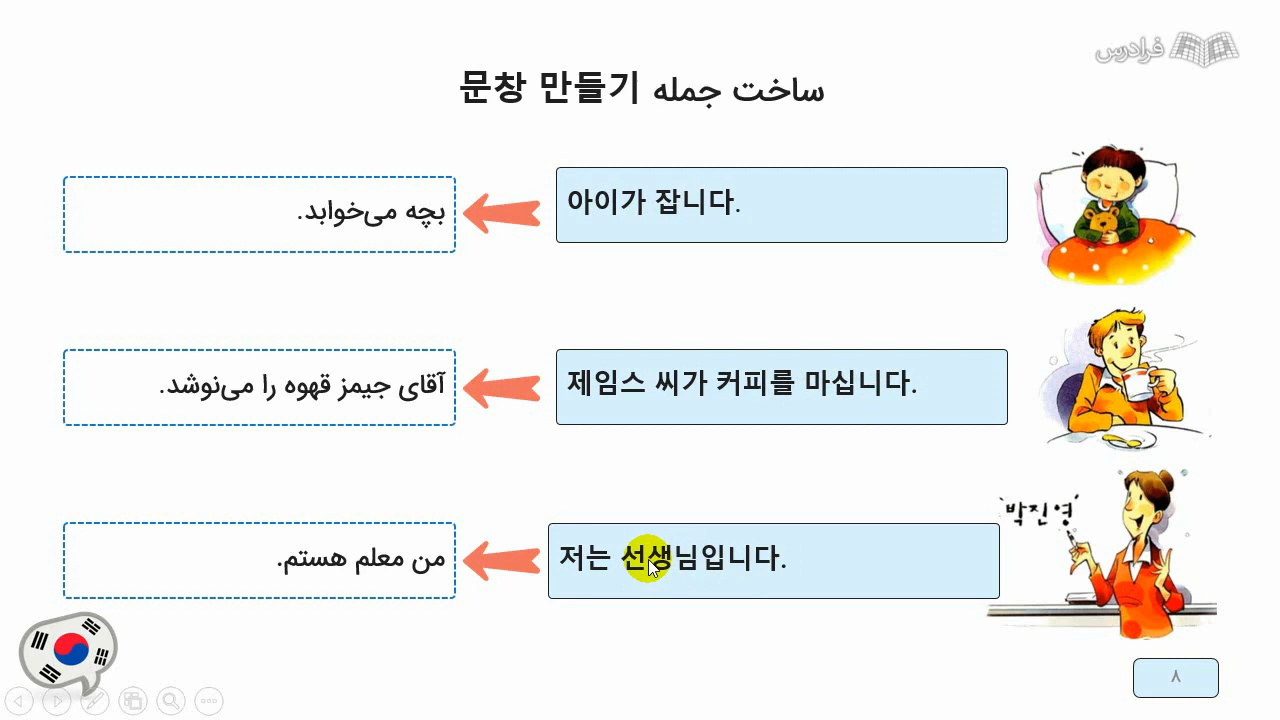 فرادرس
ساخت جمله 문창 만들기
아이가 잡니다.
بچه می‌خوابد.
제임스 씨가 커피를 마십니다.
آقای جیمز قهوه را می‌نوشد.
'박진영'
저는 선생님입니다.
من معلم هستم.
۸